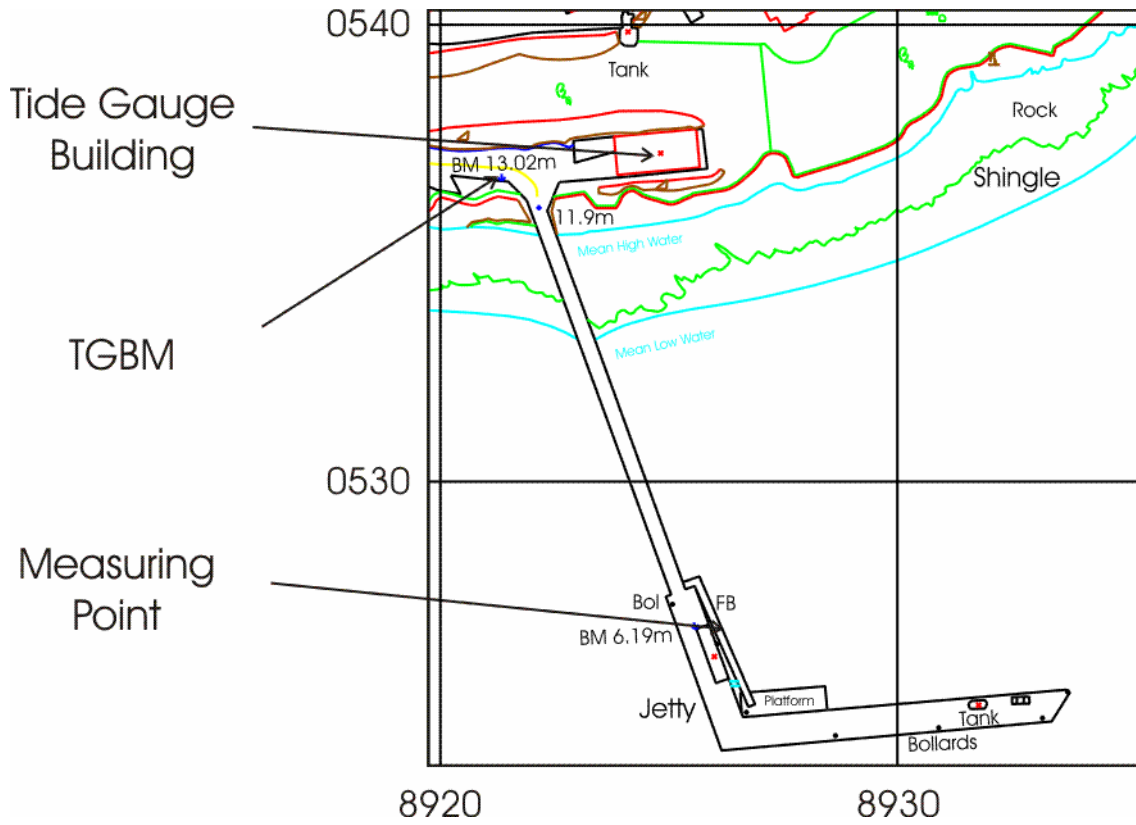 0540
Tank
Tide Gauge
Building
Rock
BM 13.02m
Shingle
11.9m
Mean High Water
TGBM
Mean Low Water
0530
Measuring
Point
Bol
FB
BM 6.19m
Jetty
Platform
Tank
Bollards
8920
8930